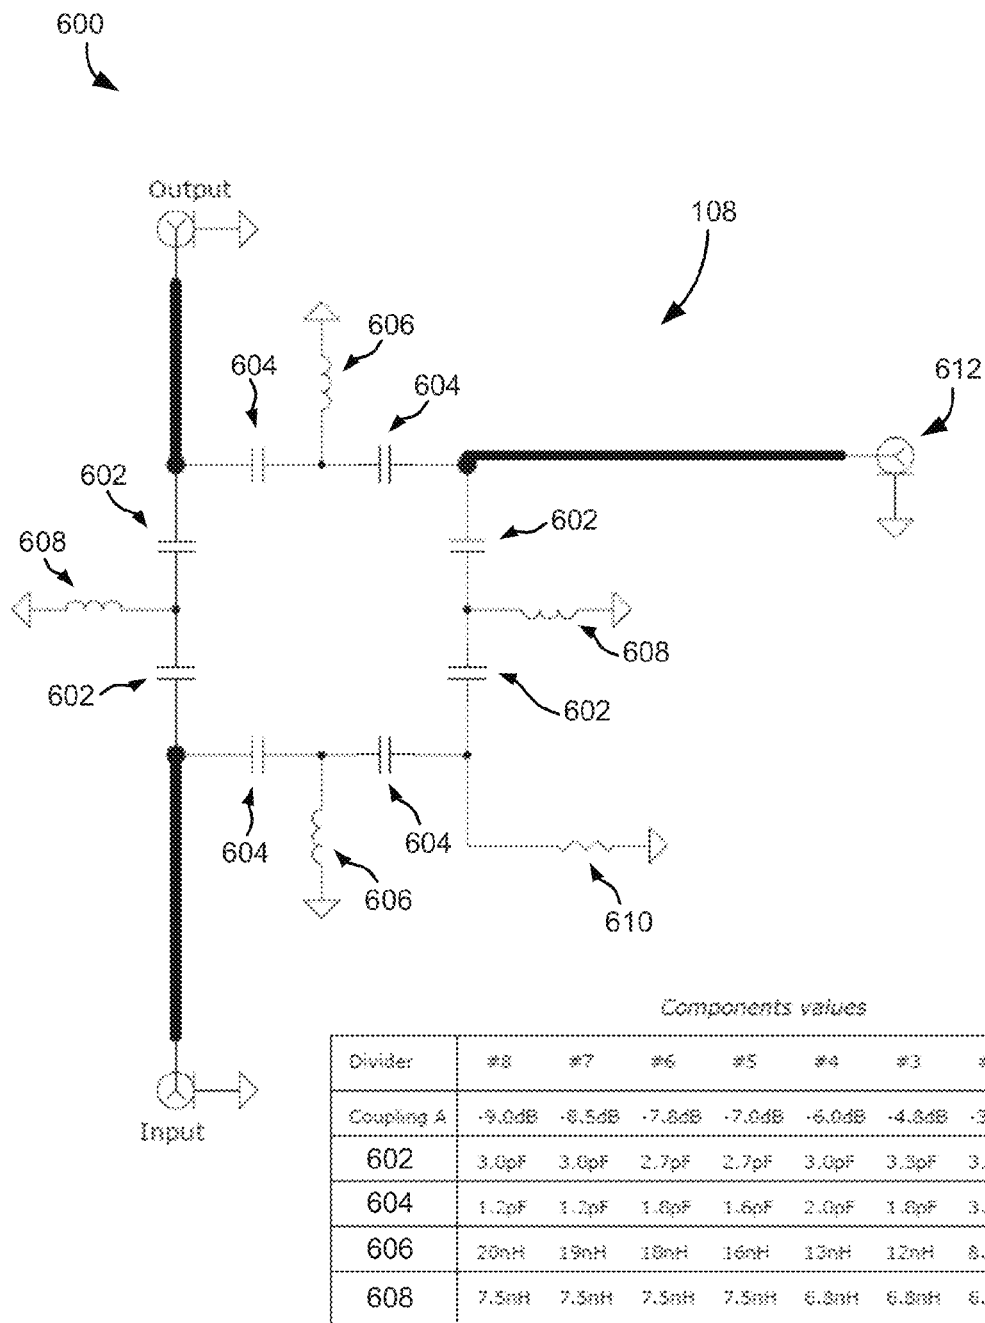 600
Output
108
606
604
604
612
602
602
608
608
602
602
604
604
606
610
Input
Components values
Divider #8 #7 #6 #5 #4 #3
Coupling A -9.0dB -8.5dB -7.8dB -7.0dB -6.0dB -4.8dB
602 3.0pF 3.0pF 2.7pF 2.7pF 3.0pF 3.3pF
604 1.2pF 1.2pF 1.8pF 1.6pF 2.0pF 1.8pF
606 20nH 19nH 18nH 16nH 13nH 12nH
608 7.5nH 7.5nH 7.5nH 7.5nH 6.8nH 6.8nH